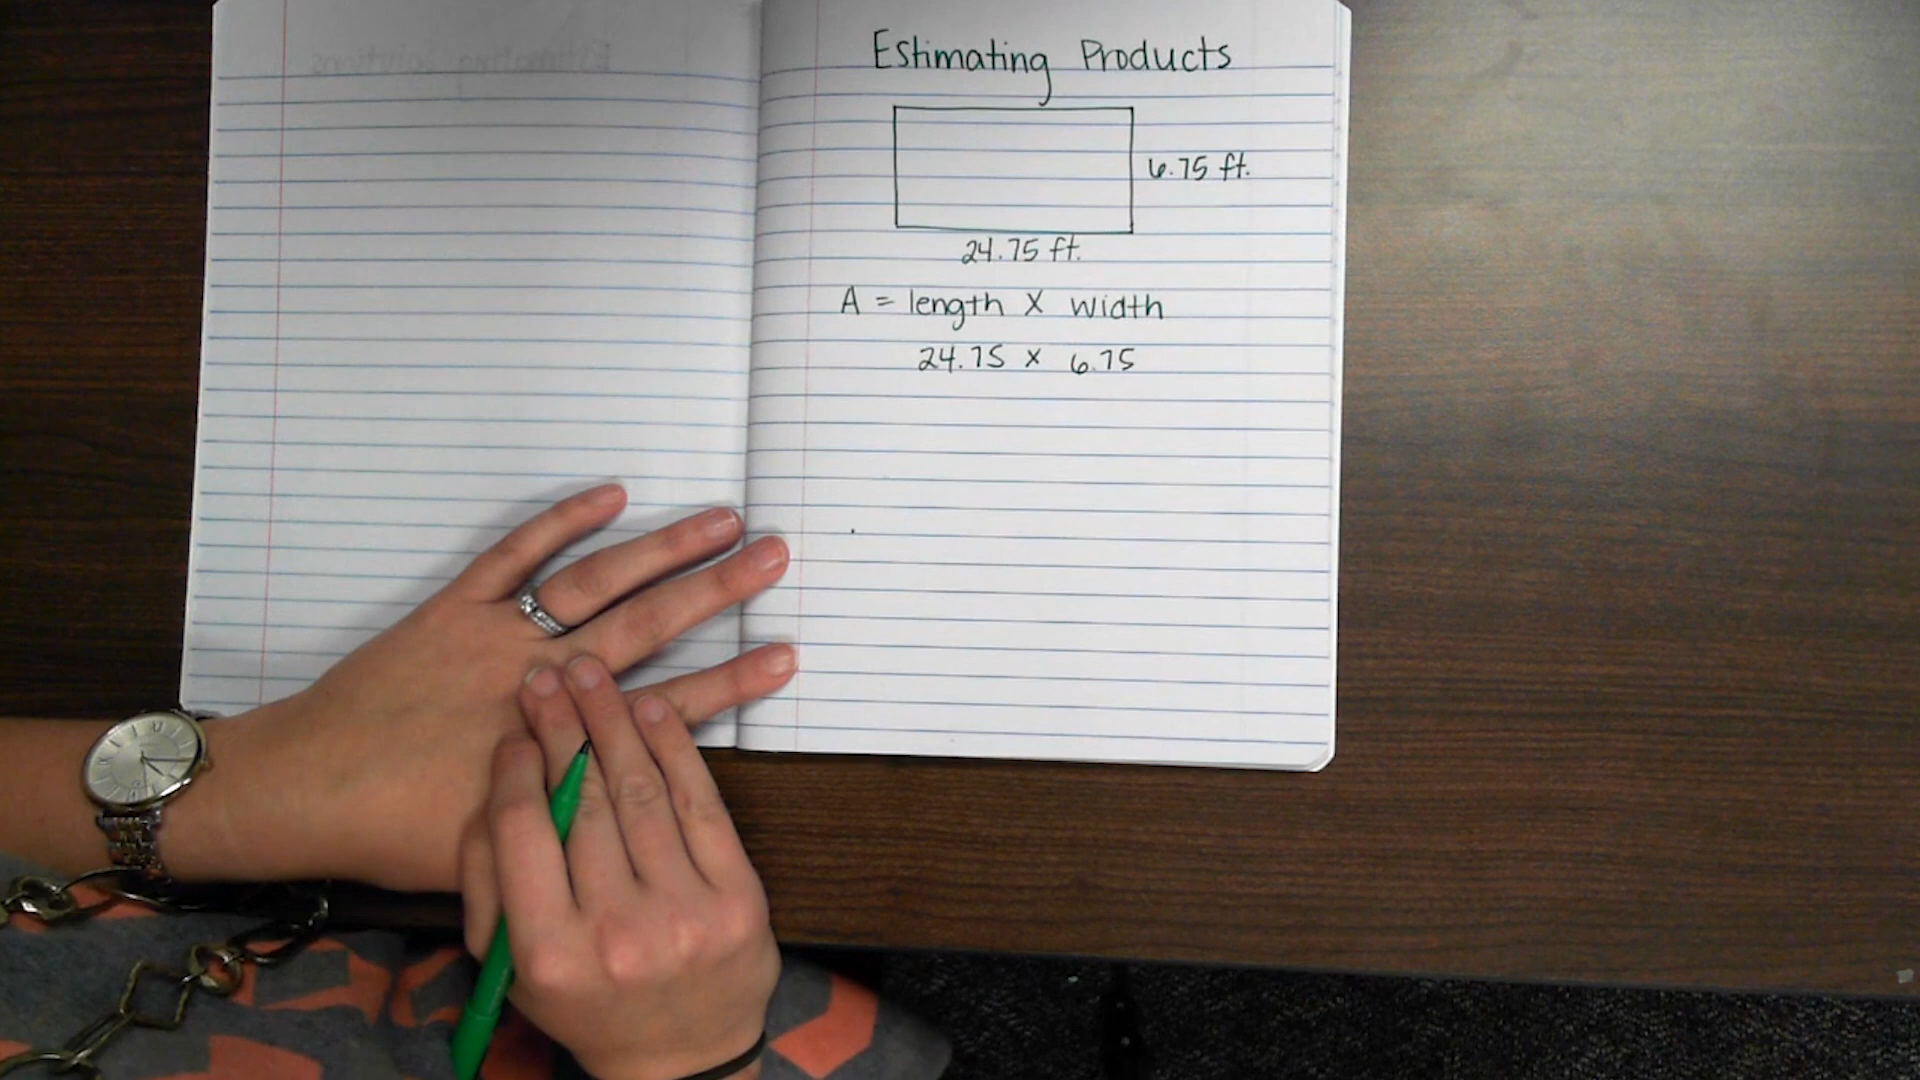 Estimating Products
6.75 ft.
24.75 ft.
A = length X width
24.75 x 6.75